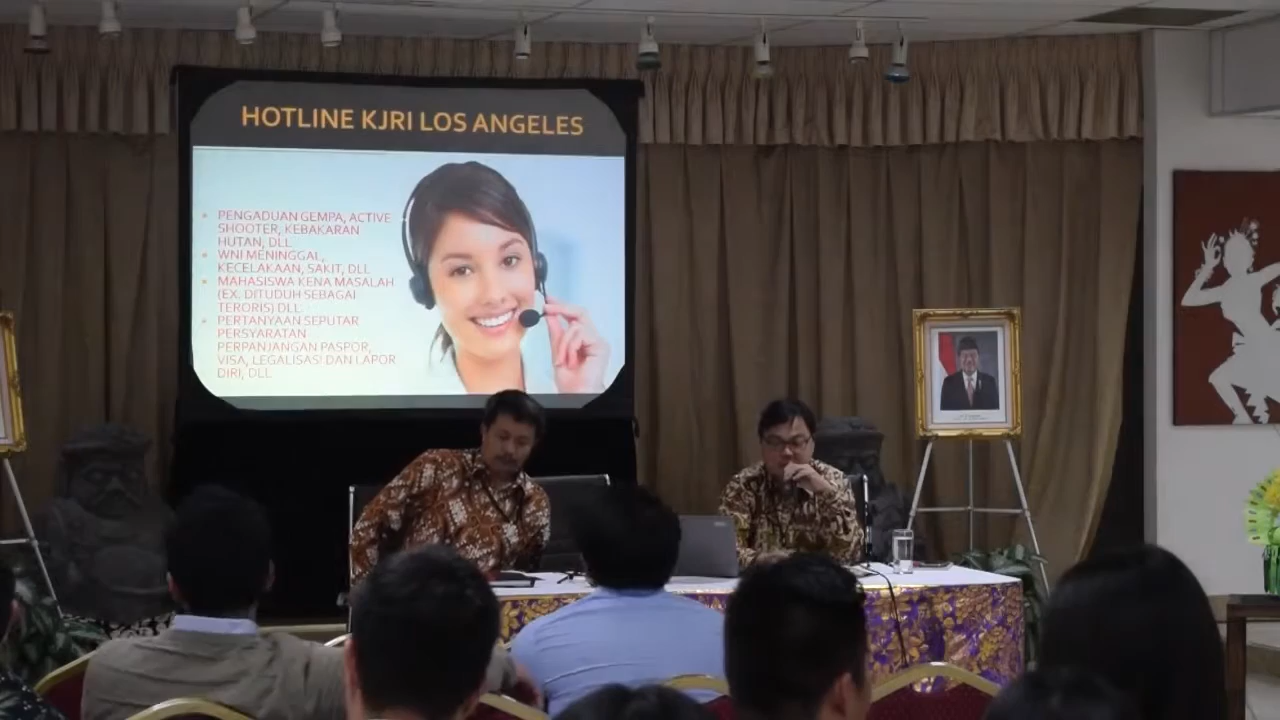 HOTLINE KJRI LOS ANGELES
• PENGADUAN GEMPA, ACTIVE
SHOOTER, KEBAKARAN
HUTAN, DLL
• WNI MENINGGAL,
KECELAKAAN, SAKIT, DLL
• MAHASISWA KENA MASALAH
(EX. DITUDUH SEBAGAI
TERORIS) DLL
• PERTANYAAN SEPUTAR
PERSYARATAN
PERPANJANGAN PASPOR,
VISA, LEGALISASI DAN LAPOR
DIRI, DLL